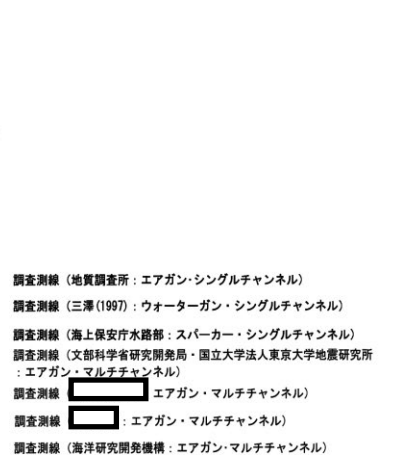 調査測線（地質調査所：エアガン・シングルチャンネル）
調査測線（三澤(1997)：ウォーターガン・シングルチャンネル）
調査測線（海上保安庁水路部：スパーカー・シングルチャンネル）
調査測線（文部科学省研究開発局・国立大学法人東京大学地震研究所
：エアガン・マルチチャンネル）
調査測線（ エアガン・マルチチャンネル）
調査測線 ：エアガン・マルチチャンネル）
調査測線（海洋研究開発機構：エアガン・マルチチャンネル）